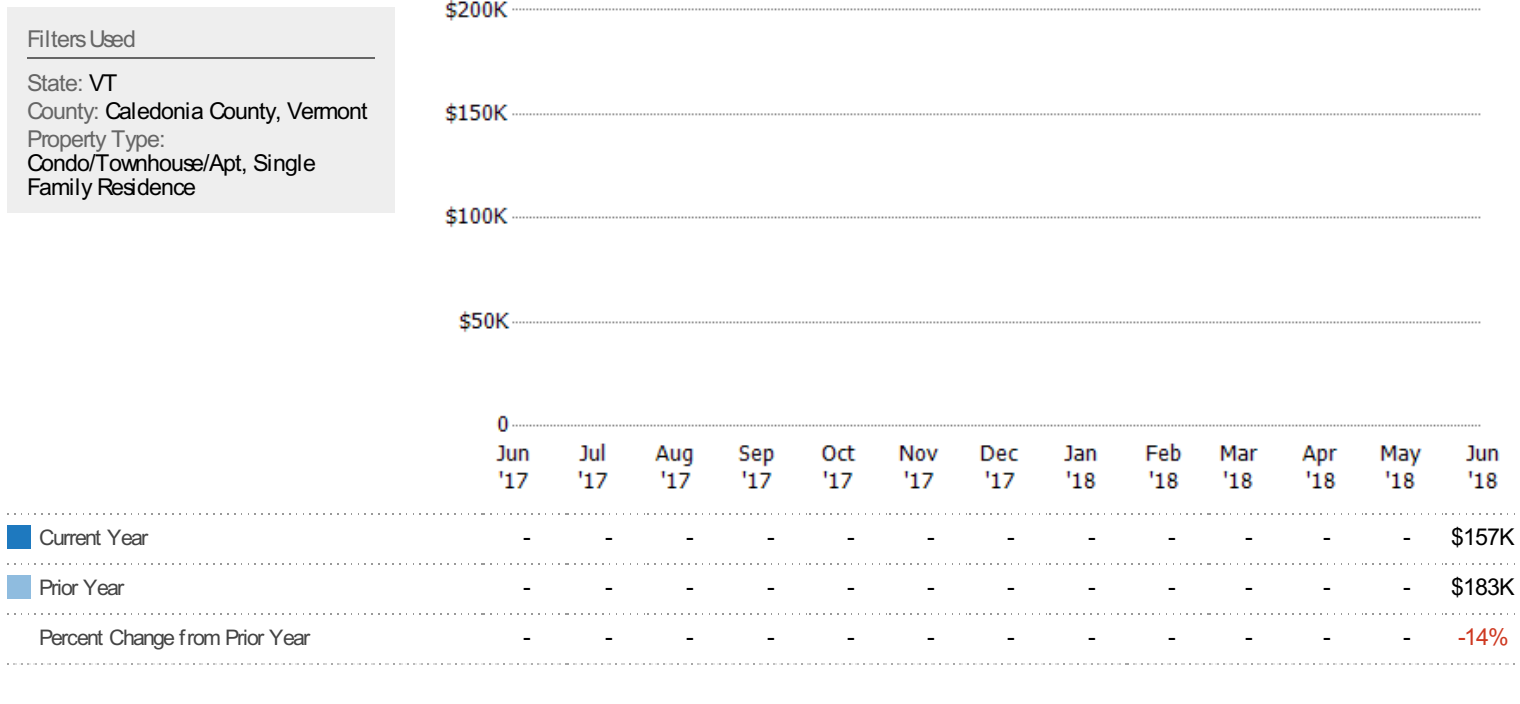 Filters Used
State: VT
County: Caledonia County, Vermont
Property Type:
Condo/Townhouse/Apt, Single
Family Residence
$200K
$150K
$100K
$50K
0
Jun Jul Aug Sep Oct Nov Dec Jan Feb Mar Apr May Jun
'17 '17 '17 '17 '17 '17 '17 '18 '18 '18 '18 '18 '18
Current Year - - - - - - - - - - - - $157K
Prior Year - - - - - - - - - - - - $183K
Percent Change from Prior Year - - - - - - - - - - - - -14%